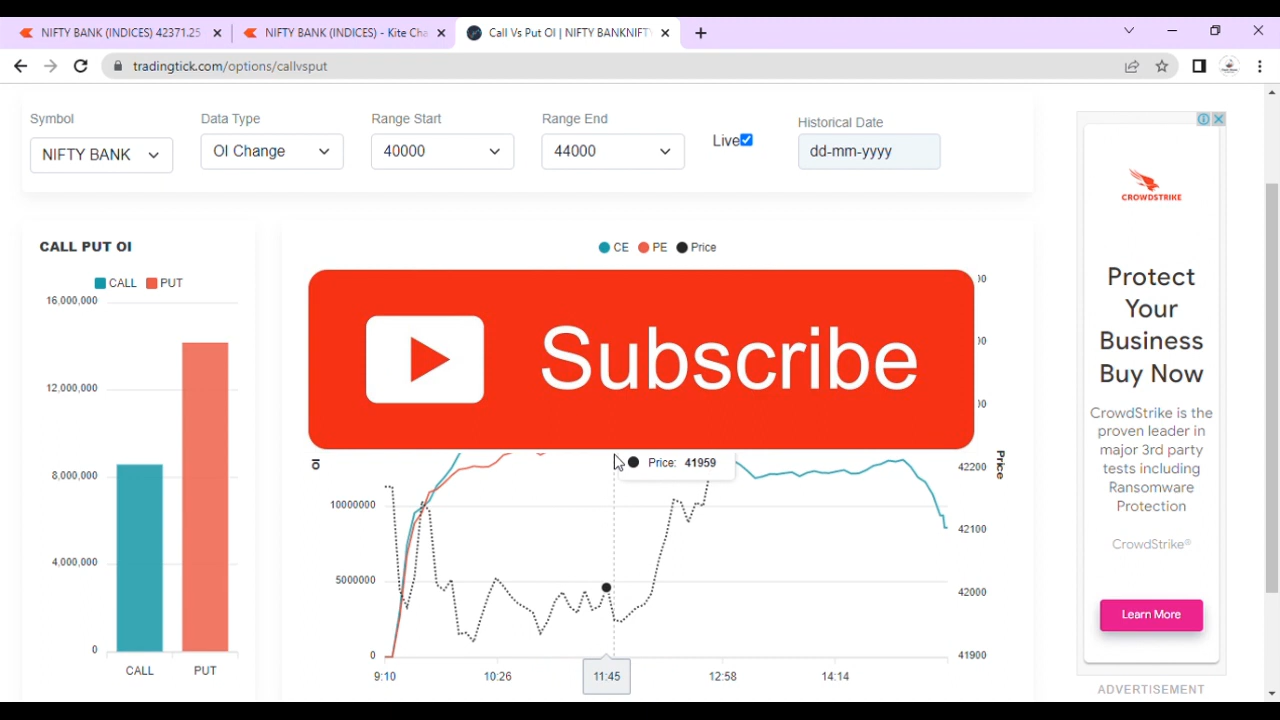 NIFTY BANK (INDICES) 42371.25
NIFTY BANK (INDICES) - Kite Cha
Call Vs Put OI | NIFTY BANKNIFTY
tradingtick.com/options/callvsput
Symbol
Data Type
Range Start
Range End
Historical Date
NIFTY BANK
OI Change
40000
44000
Live
dd-mm-yyyy
CALL PUT OI
CALL
PUT
16,000,000
12,000,000
8,000,000
4,000,000
0
CALL
PUT
CE
PE
Price
Subscribe
OI
Price: 41959
10000000
5000000
0
42200
42100
42000
41900
Price
9:10
10:26
11:45
12:58
14:14
CROWDSTRIKE
Protect
Your
Business
Buy Now
CrowdStrike is the
proven leader in
major 3rd party
tests including
Ransomware
Protection
CrowdStrike®
Learn More
ADVERTISEMENT